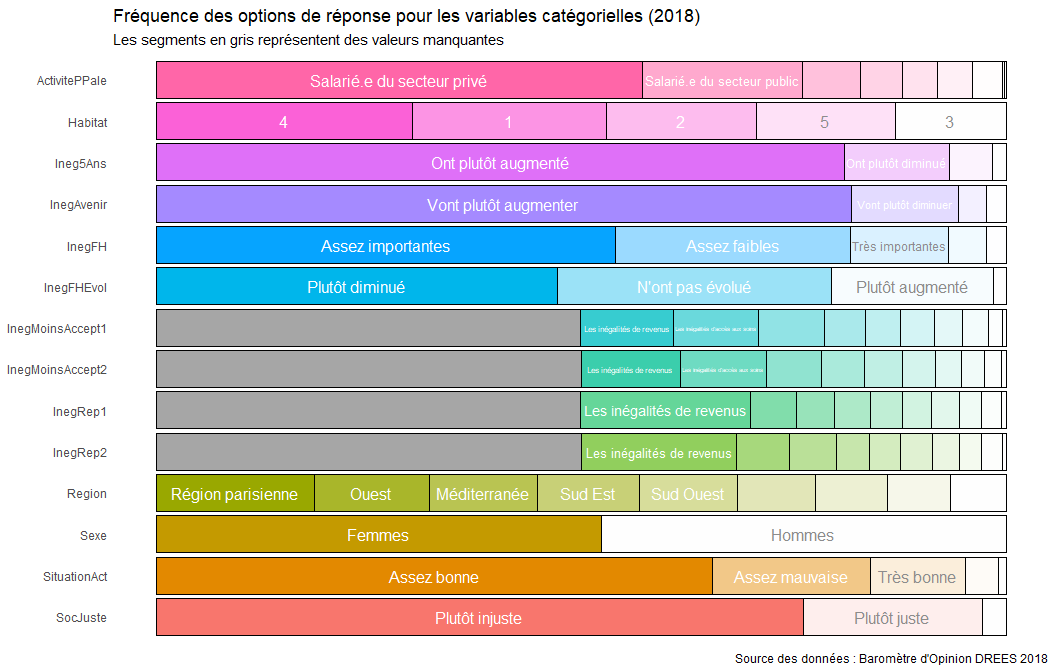 Fréquence des options de réponse pour les variables catégorielles (2018)
Les segments en gris représentent des valeurs manquantes
ActivitePPale Salarié.e du secteur privé Salarié.e du secteur public
Habitat 4 1 2 5 3
Ineg5Ans Ont plutôt augmenté Ont plutôt diminué
InegAvenir Vont plutôt augmenter Vont plutôt diminuer
InegFH Assez importantes Assez faibles Très importantes
InegFHEvol Plutôt diminué N'ont pas évolué Plutôt augmenté
InegMoinsAccept1 Les inégalités de revenus Les inégalités d'accès aux soins
InegMoinsAccept2 Les inégalités de revenus Les inégalités d'accès aux soins
InegRep1 Les inégalités de revenus
InegRep2 Les inégalités de revenus
Region Région parisienne Ouest Méditerranée Sud Est Sud Ouest
Sexe Femmes Hommes
SituationAct Assez bonne Assez mauvaise Très bonne
SocJuste Plutôt injuste Plutôt juste
Source des données : Baromètre d'Opinion DREES 2018